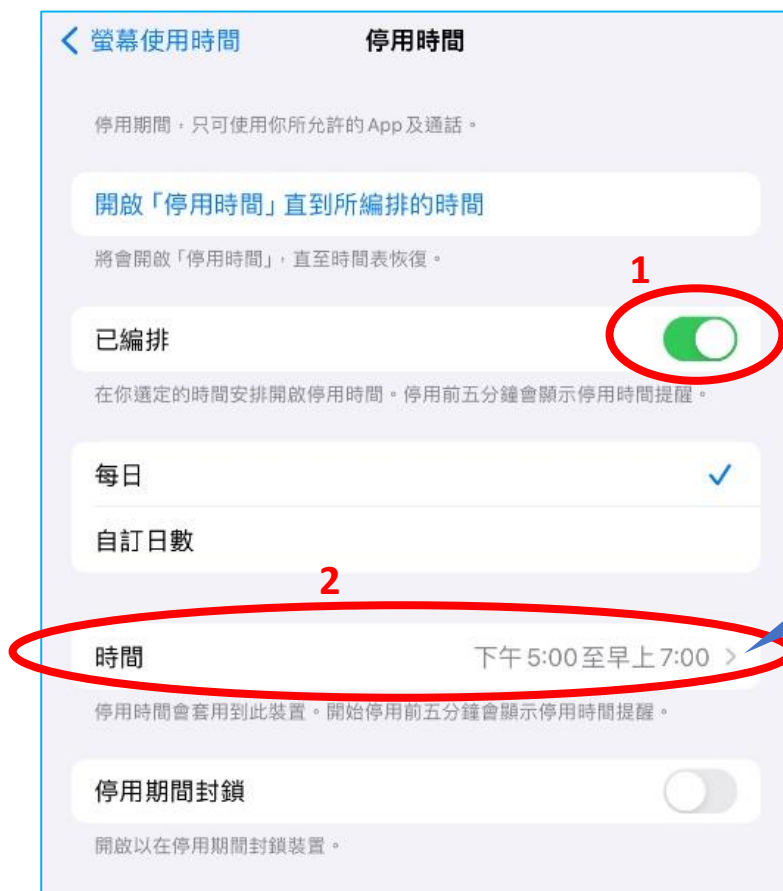 螢幕使用時間 停用時間
停用期間，只可使用你所允許的App及通話。
開啟「停用時間」直到所編排的時間
將會開啟「停用時間」，直至時間表恢復。
1
已編排
在你選定的時間安排開啟停用時間。停用前五分鐘會顯示停用時間提醒。
每日
自訂日數
2
時間 下午5:00至早上7:00
停用時間會套用到此裝置。開始停用前五分鐘會顯示停用時間提醒。
停用期間封鎖
開啟以在停用期間封鎖裝置。